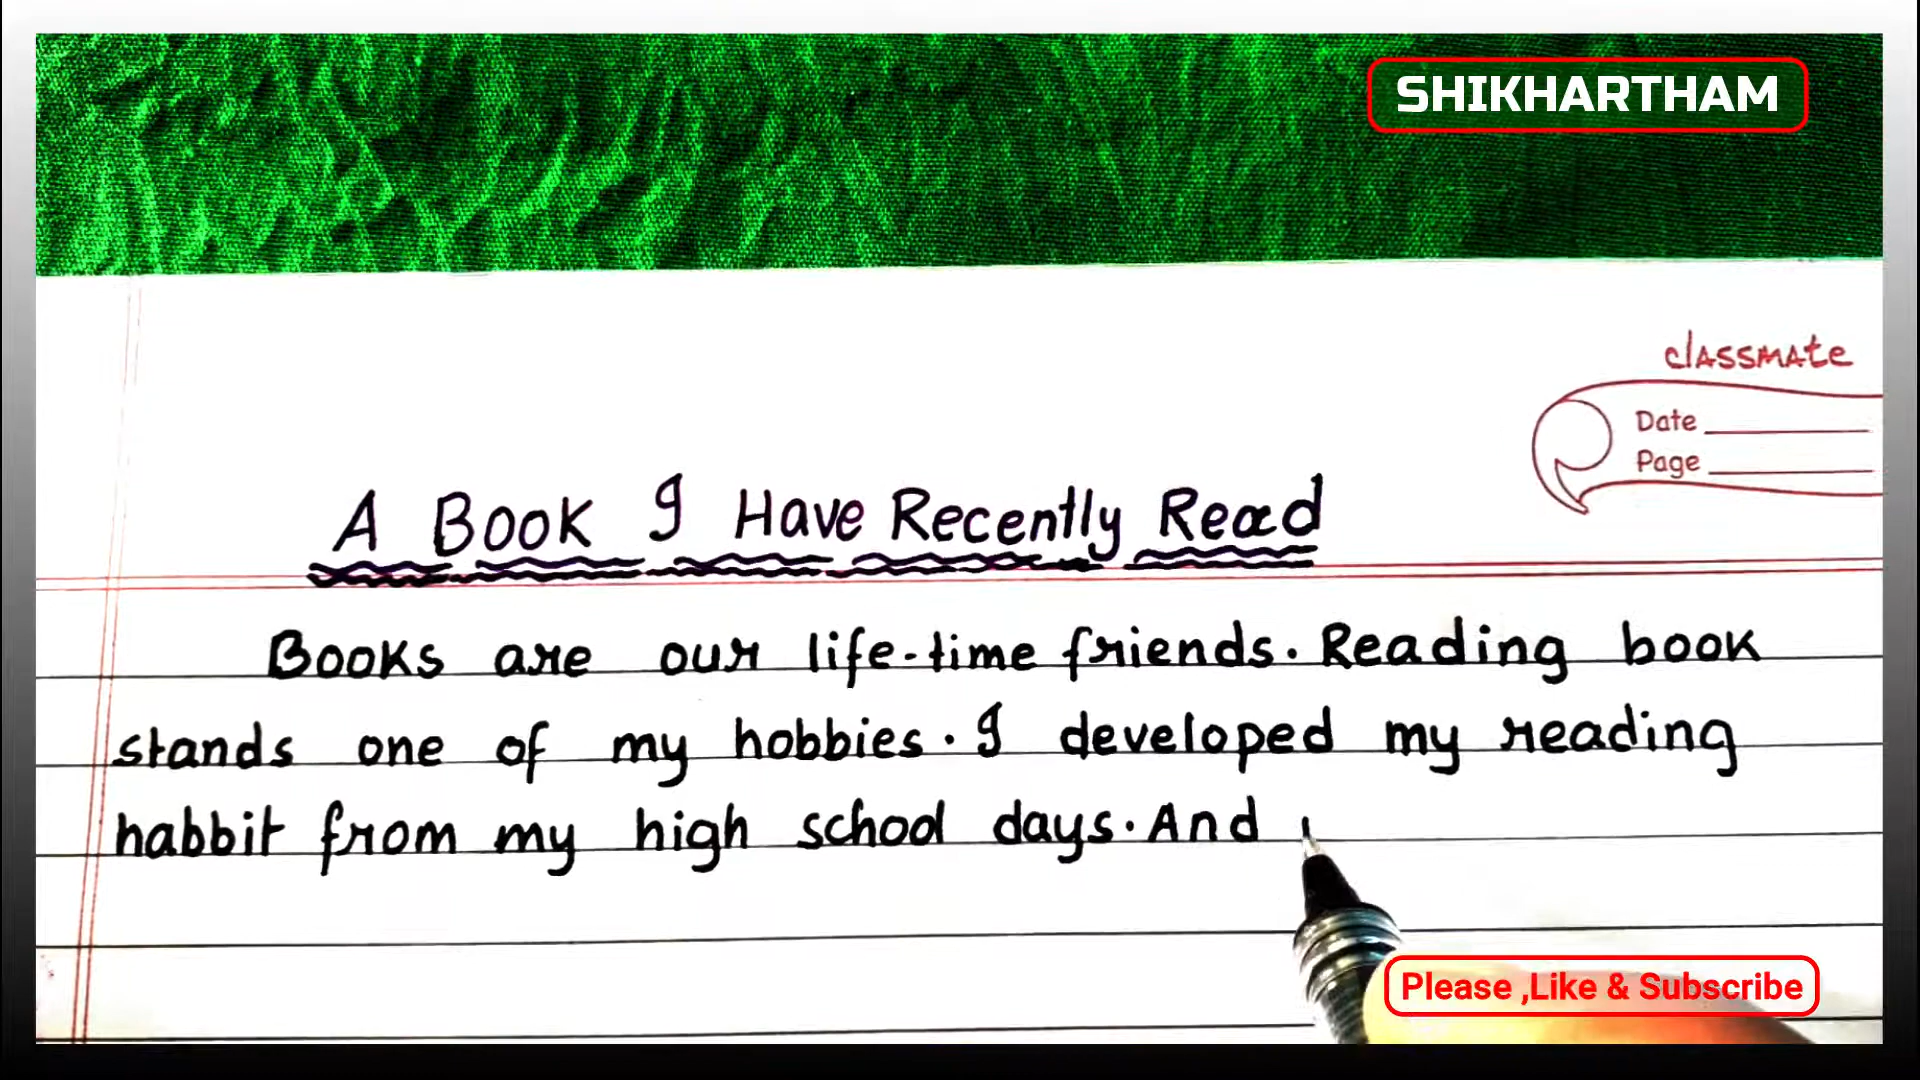 SHIKHARTHAM
classmate
Date
Page
A Book I Have Recently Read
Books are our life-time friends. Reading book
stands one of my hobbies. I developed my reading
habbit from my high school days. And
Please ,Like & Subscribe